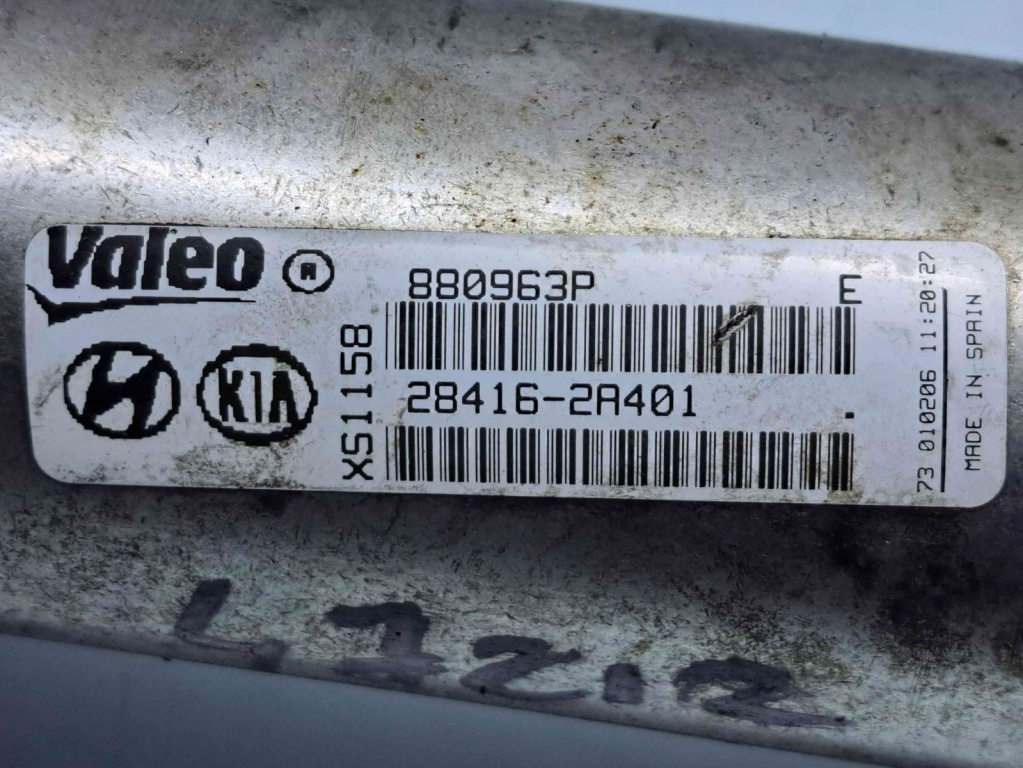 Valeo ®
880963P E
XS1158
KIA
28416-2A401 .
73 010206 11:20:27
MADE IN SPAIN